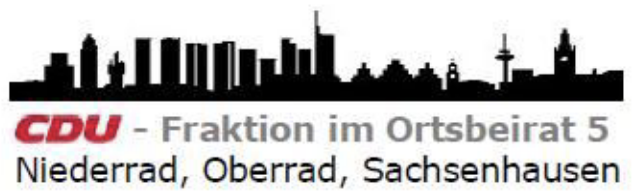 CDU - Fraktion im Ortsbeirat 5
Niederrad, Oberrad, Sachsenhausen